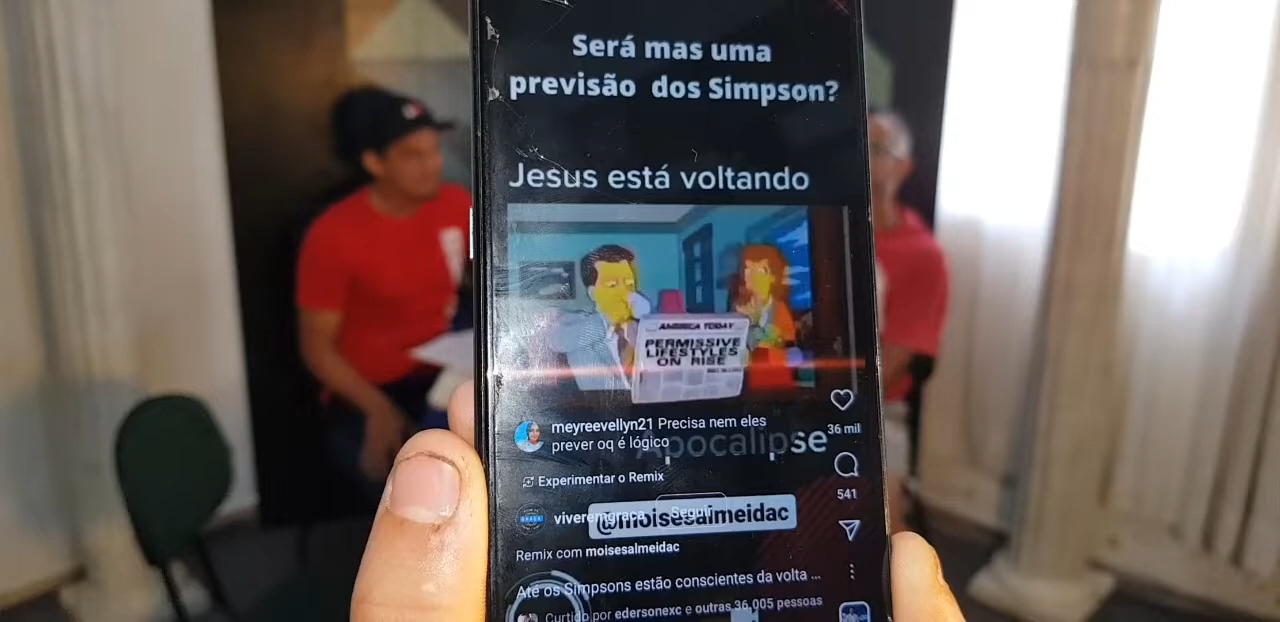 Será mas uma
previsão dos Simpson?
Jesus está voltando
AMERICA TODAY
PERMISSIVE
LIFESTYLES
ON RISE
meyreevellyn21 Precisa nem eles
prever oq é lógico
Apocalipse
36 mil
Experimentar o Remix
541
viveremgraca Seguir
@moisesalmeidac
Remix com moisesalmeidac
Até os Simpsons estão conscientes da volta ...
Curtido por edersonexc e outras 36.005 pessoas